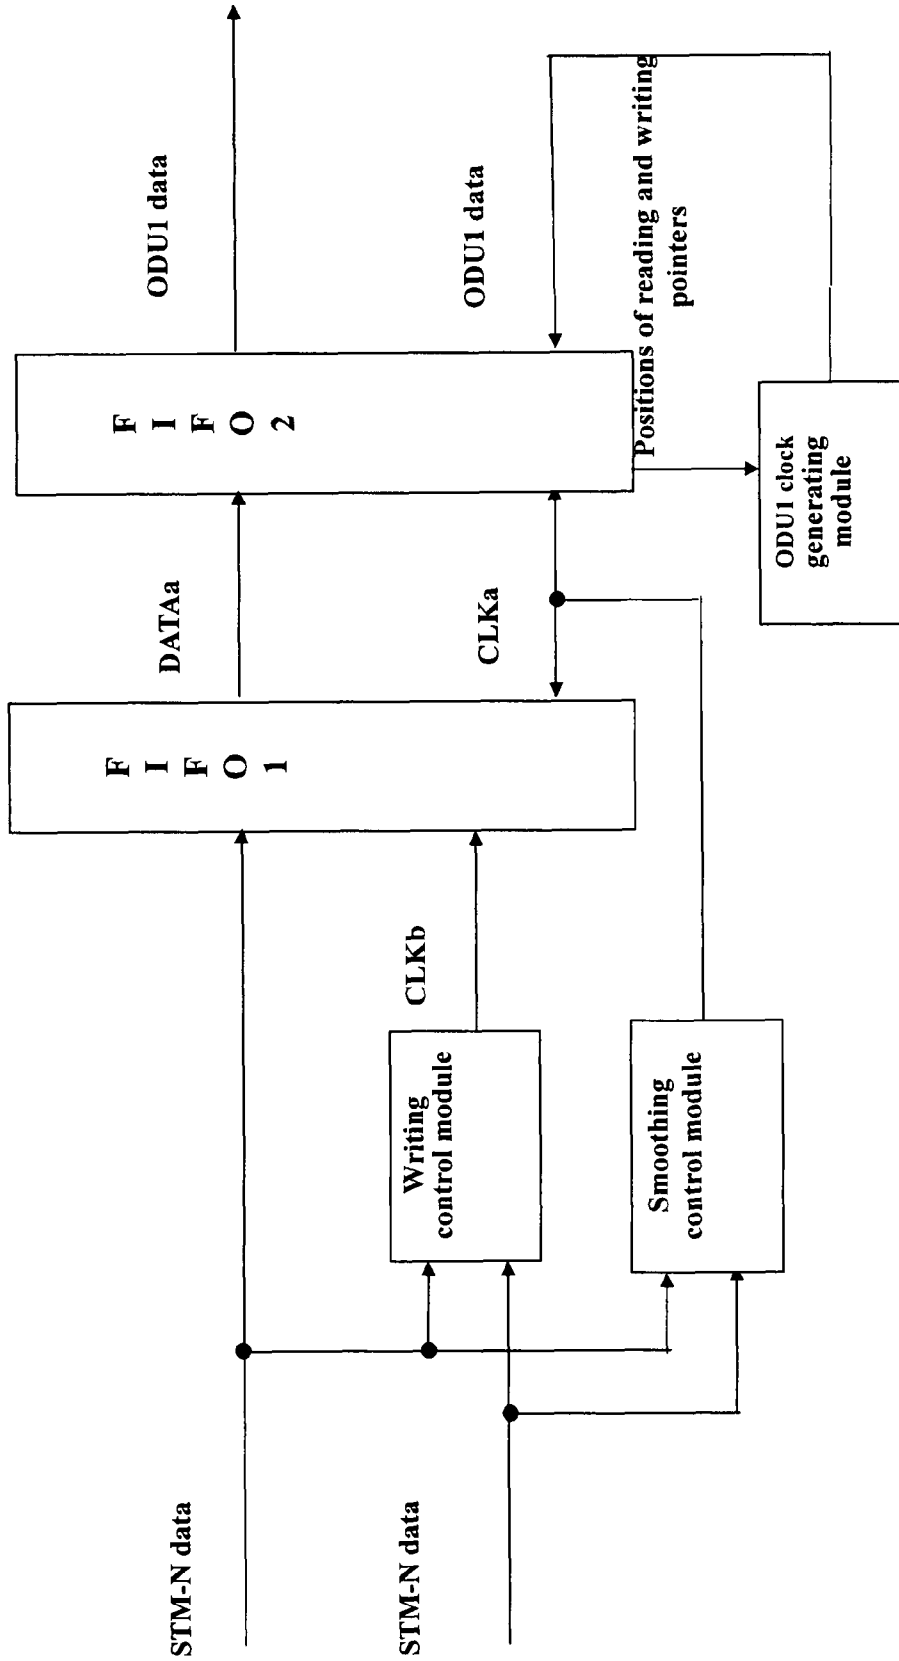 STM-N data
STM-N data
Writing
control module
Smoothing
control module
CLKb
F
I
F
O
1
DATAa
CLKa
F
I
F
O
2
ODU1 data
ODU1 data
Positions of reading and writing
pointers
ODU1 clock
generating
module